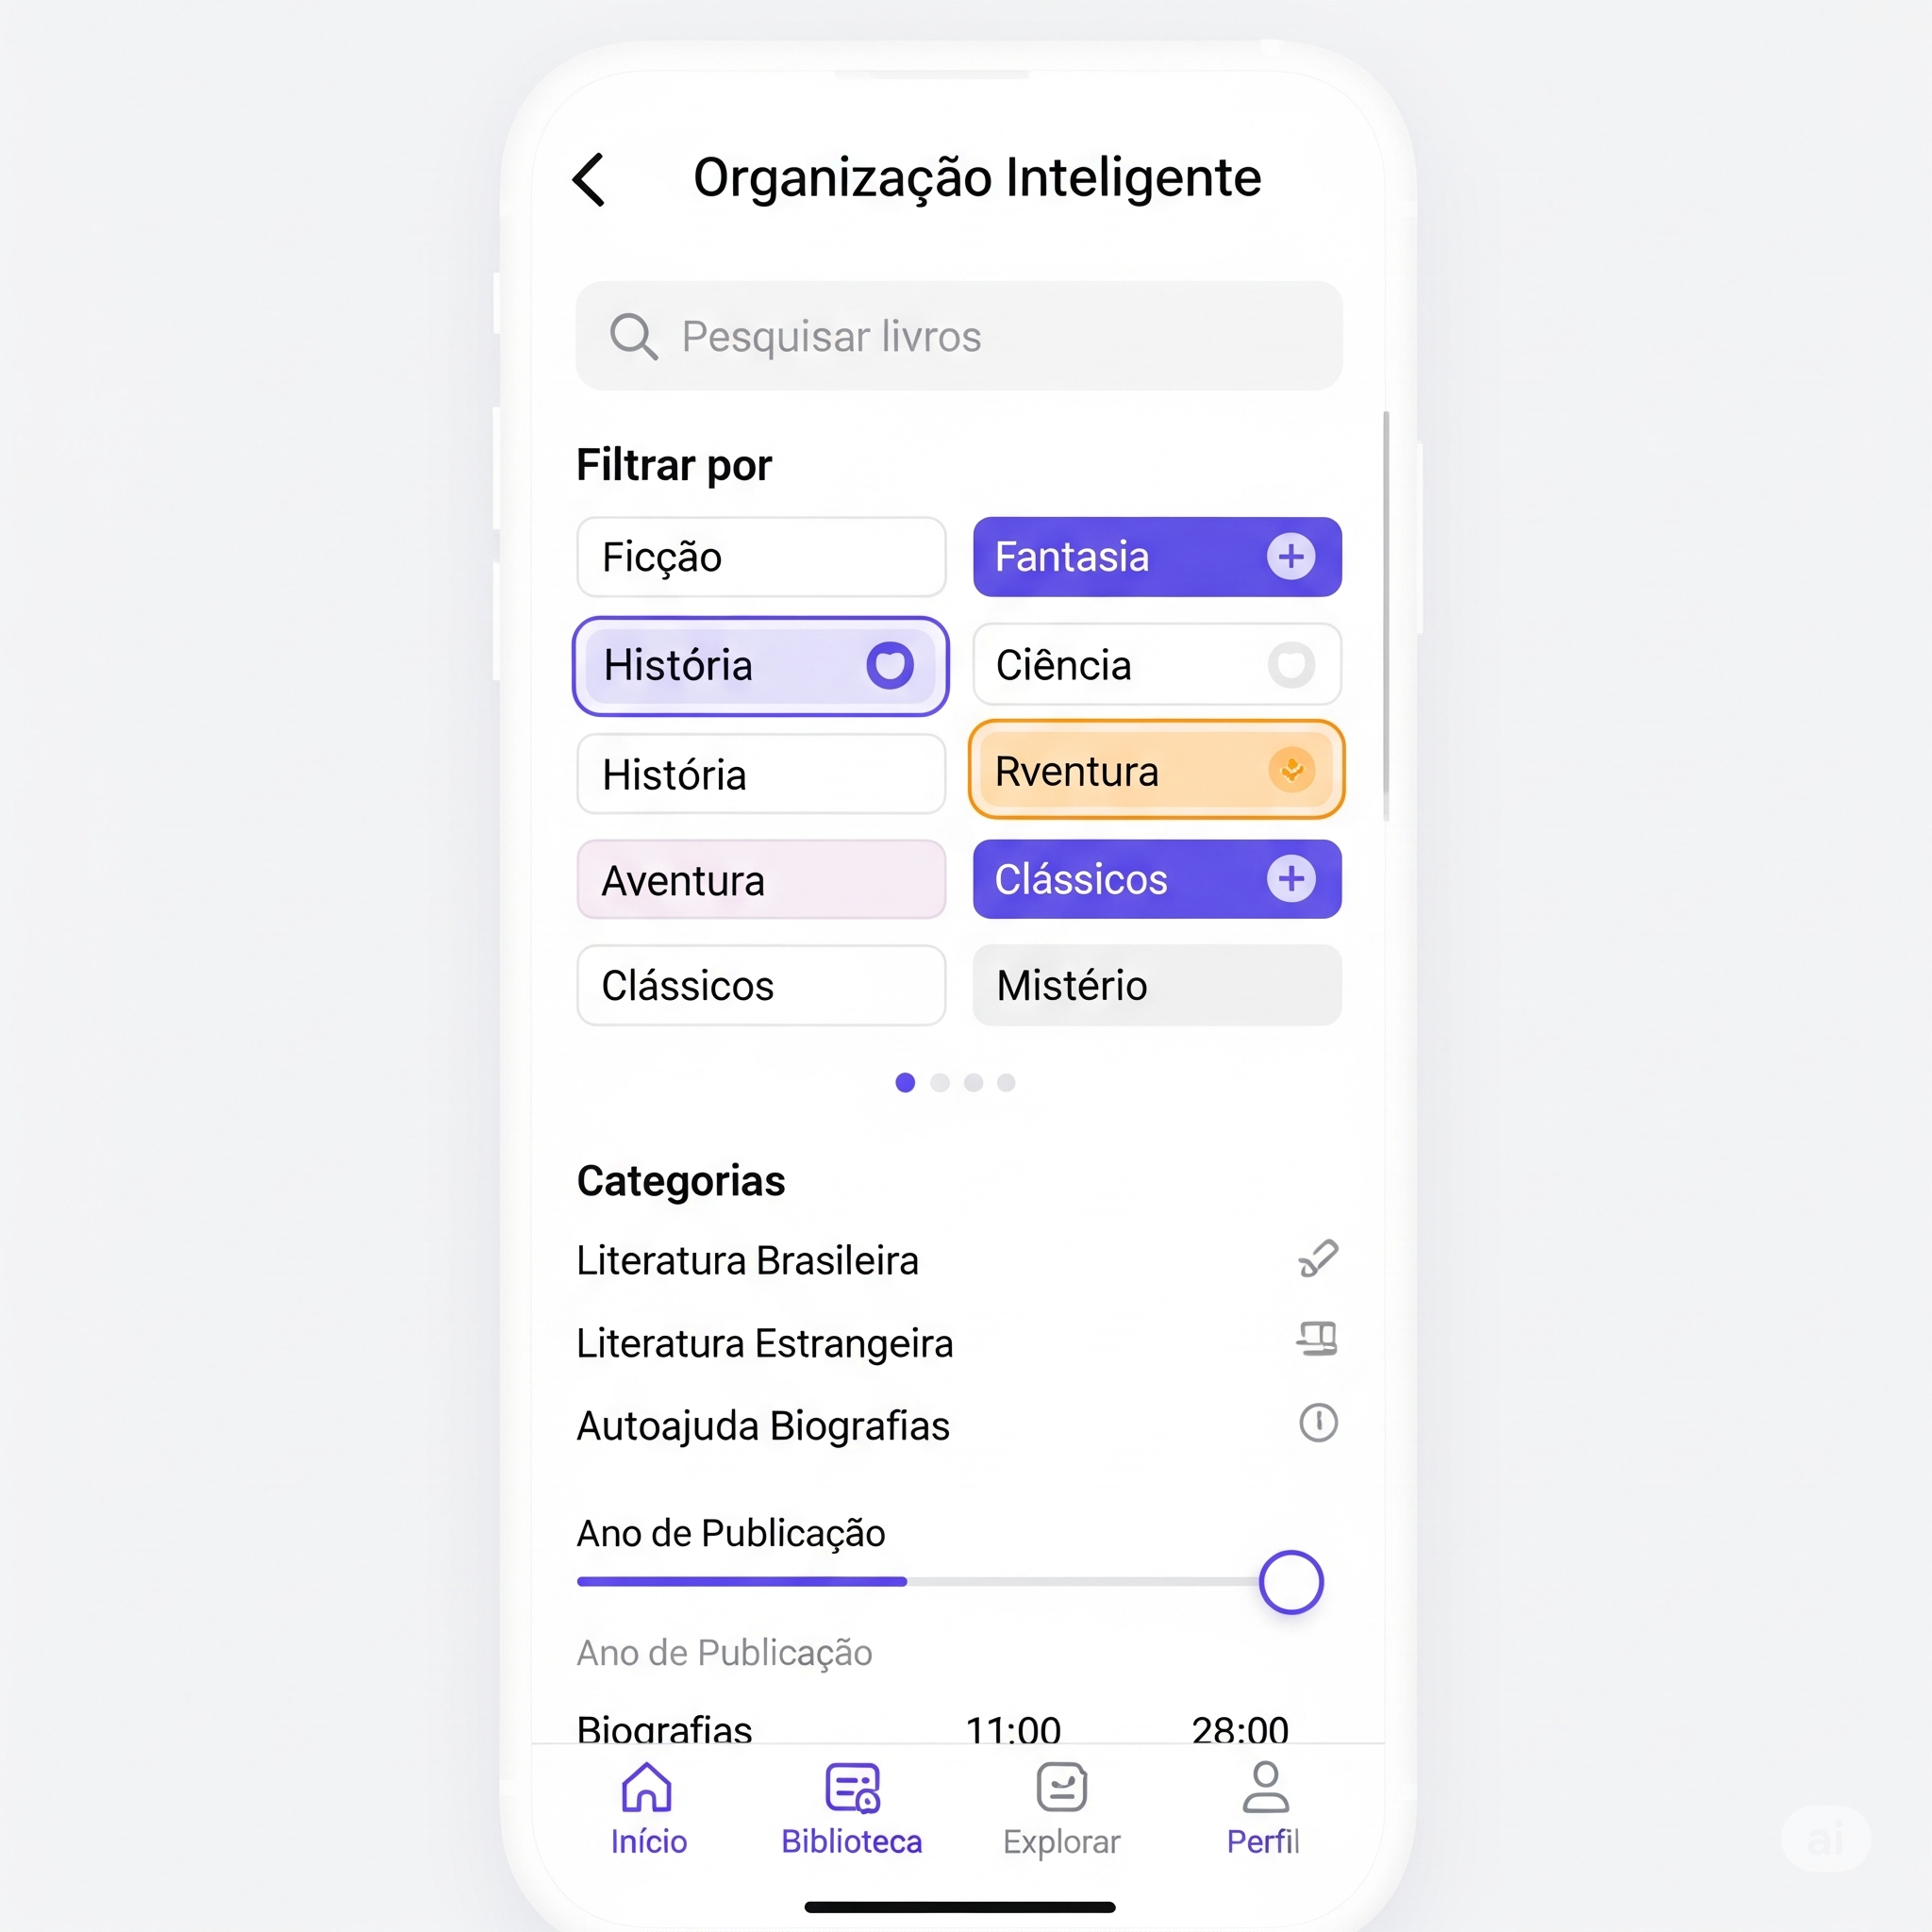 Organização Inteligente
Pesquisar livros
Filtrar por
Ficção
Fantasia
História
Ciência
História
Rventura
Aventura
Clássicos
Clássicos
Mistério
Categorias
Literatura Brasileira
Literatura Estrangeira
Autoajuda Biografias
Ano de Publicação
Ano de Publicação
Biografias 11:00 28:00
Início Biblioteca Explorar Perfil
ai